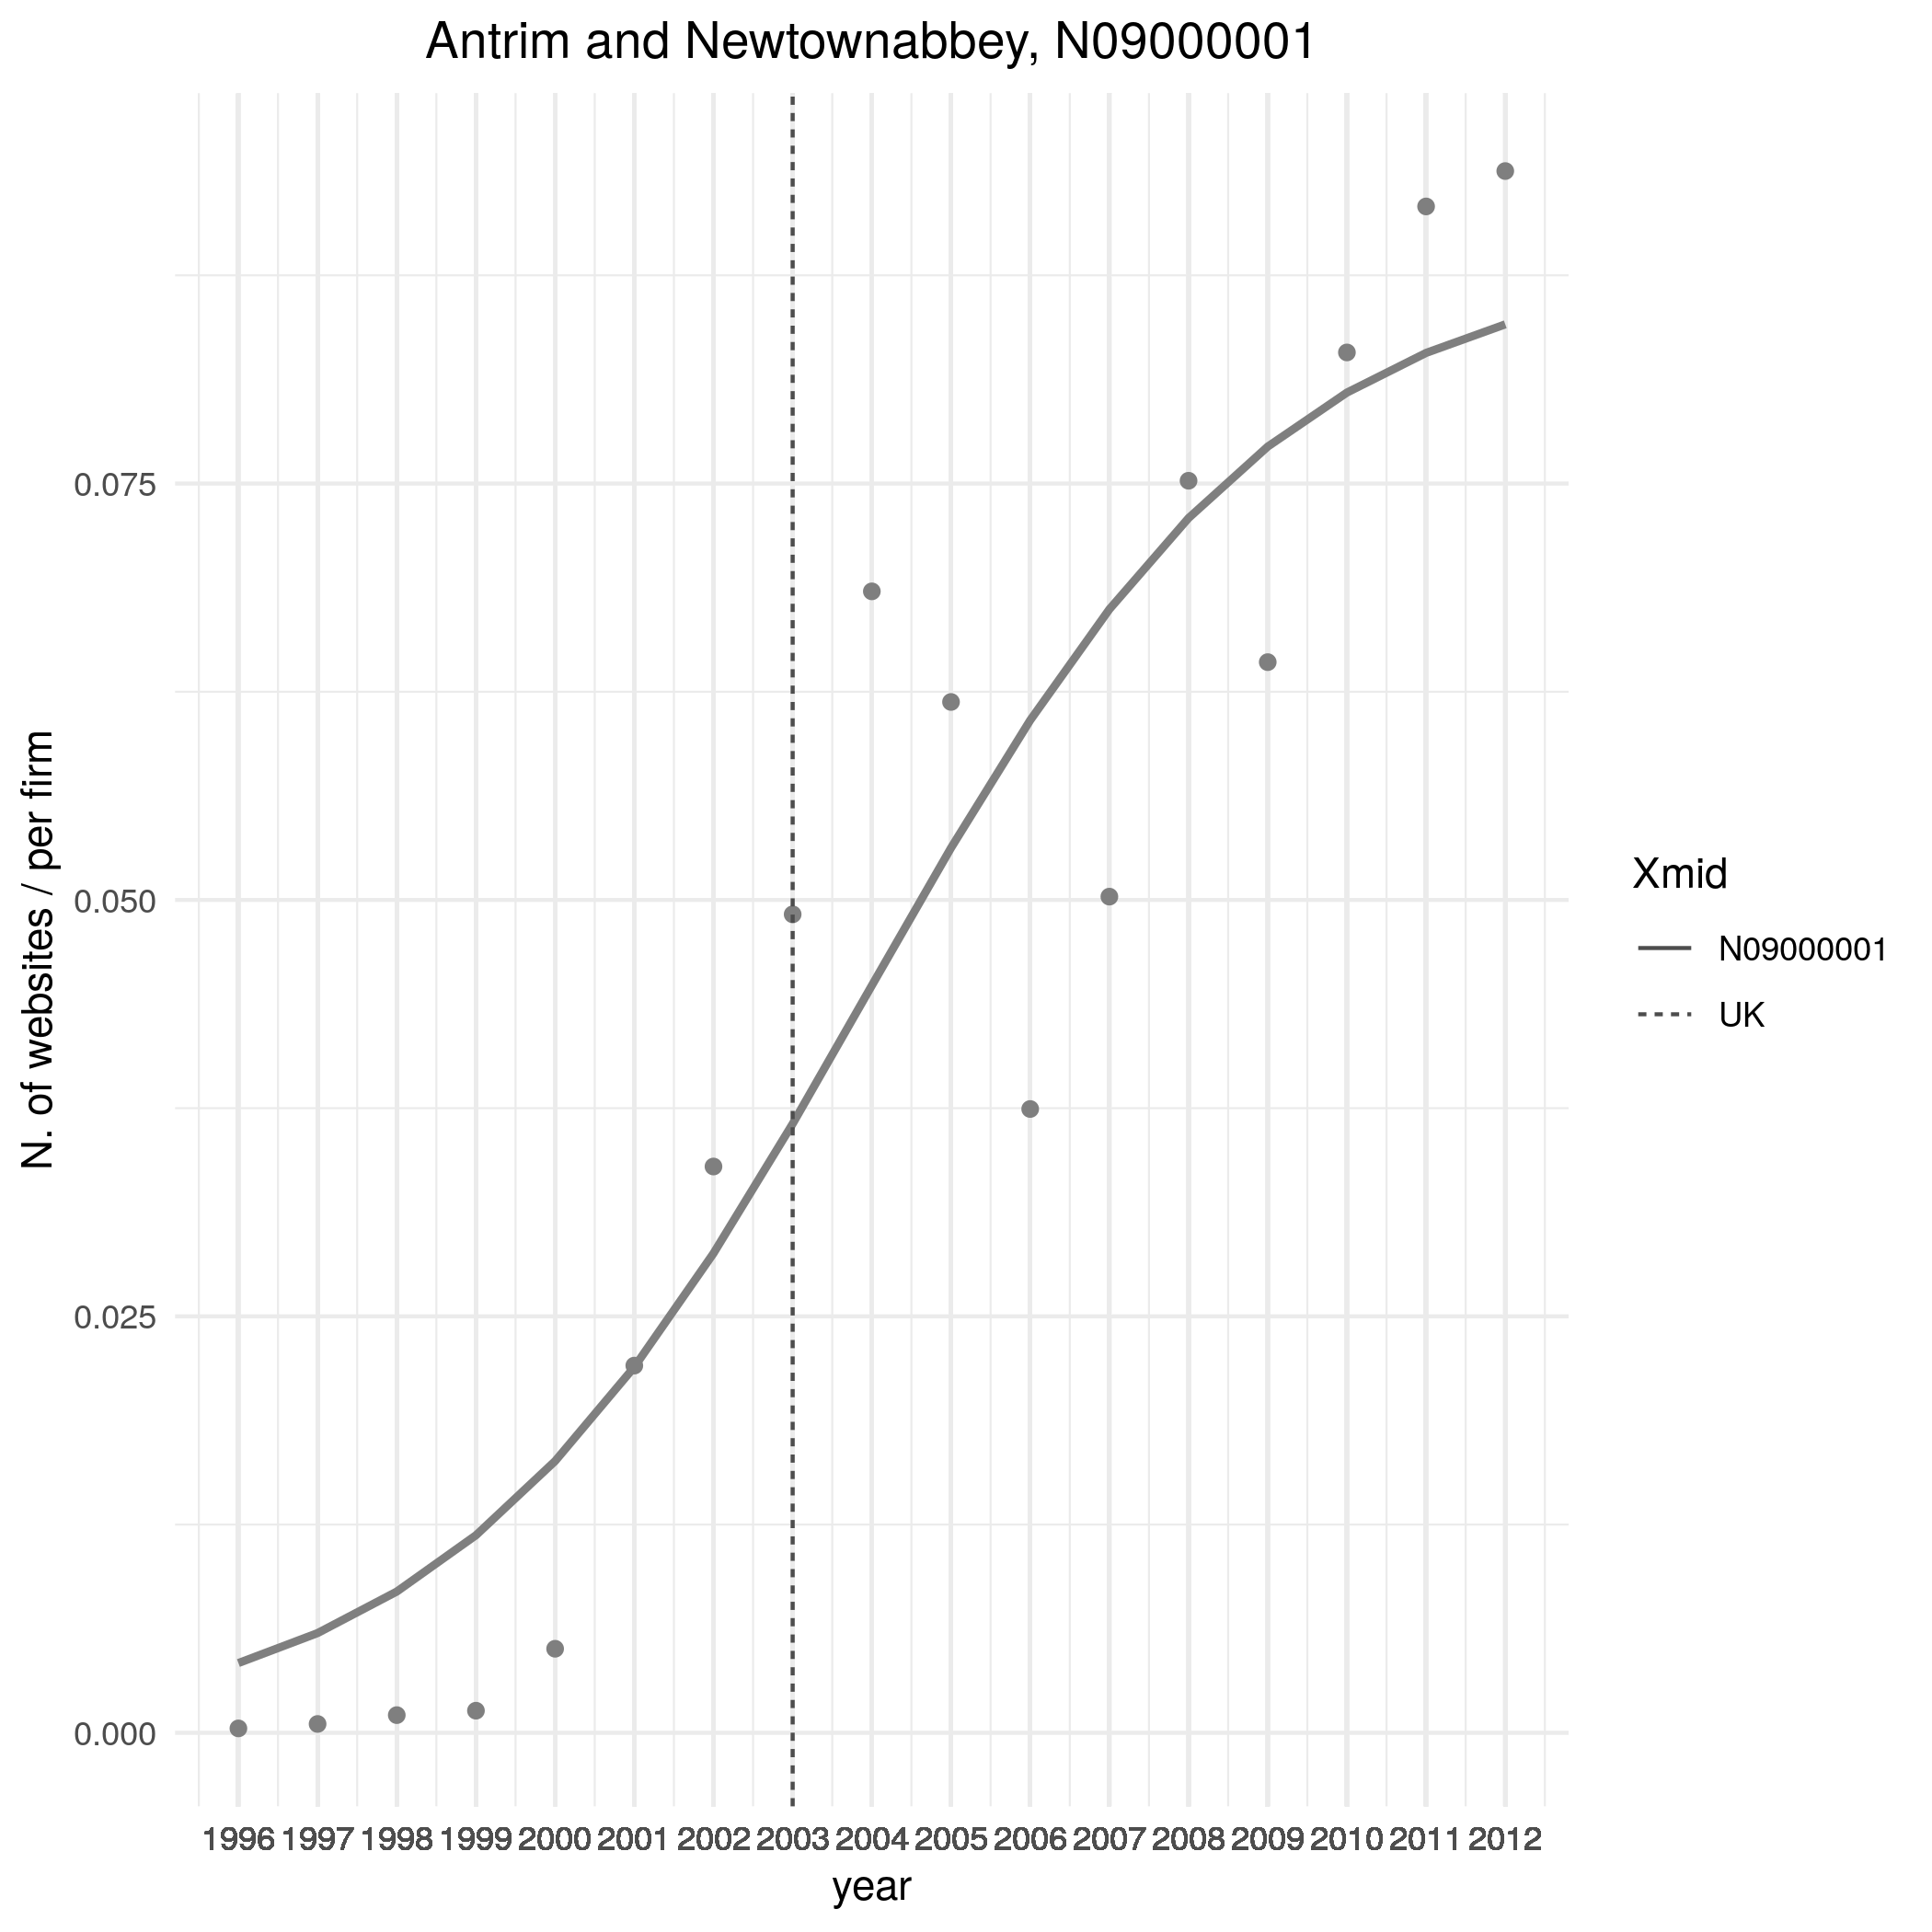 Antrim and Newtownabbey, N09000001
N. of websites / per firm
0.075
0.050
0.025
0.000
1996 1997 1998 1999 2000 2001 2002 2003 2004 2005 2006 2007 2008 2009 2010 2011 2012
year
Xmid
N09000001
UK